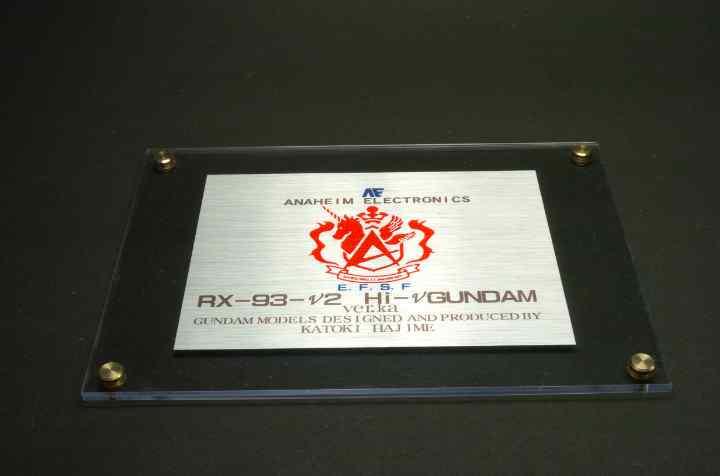 AE
ANAHEIM ELECTRONICS
E. F. S. F
RX-93-ν2 Hi-νGUNDAM
ver.ka
GUNDAM MODELS DESIGNED AND PRODUCED BY
KATOKI HAJIME